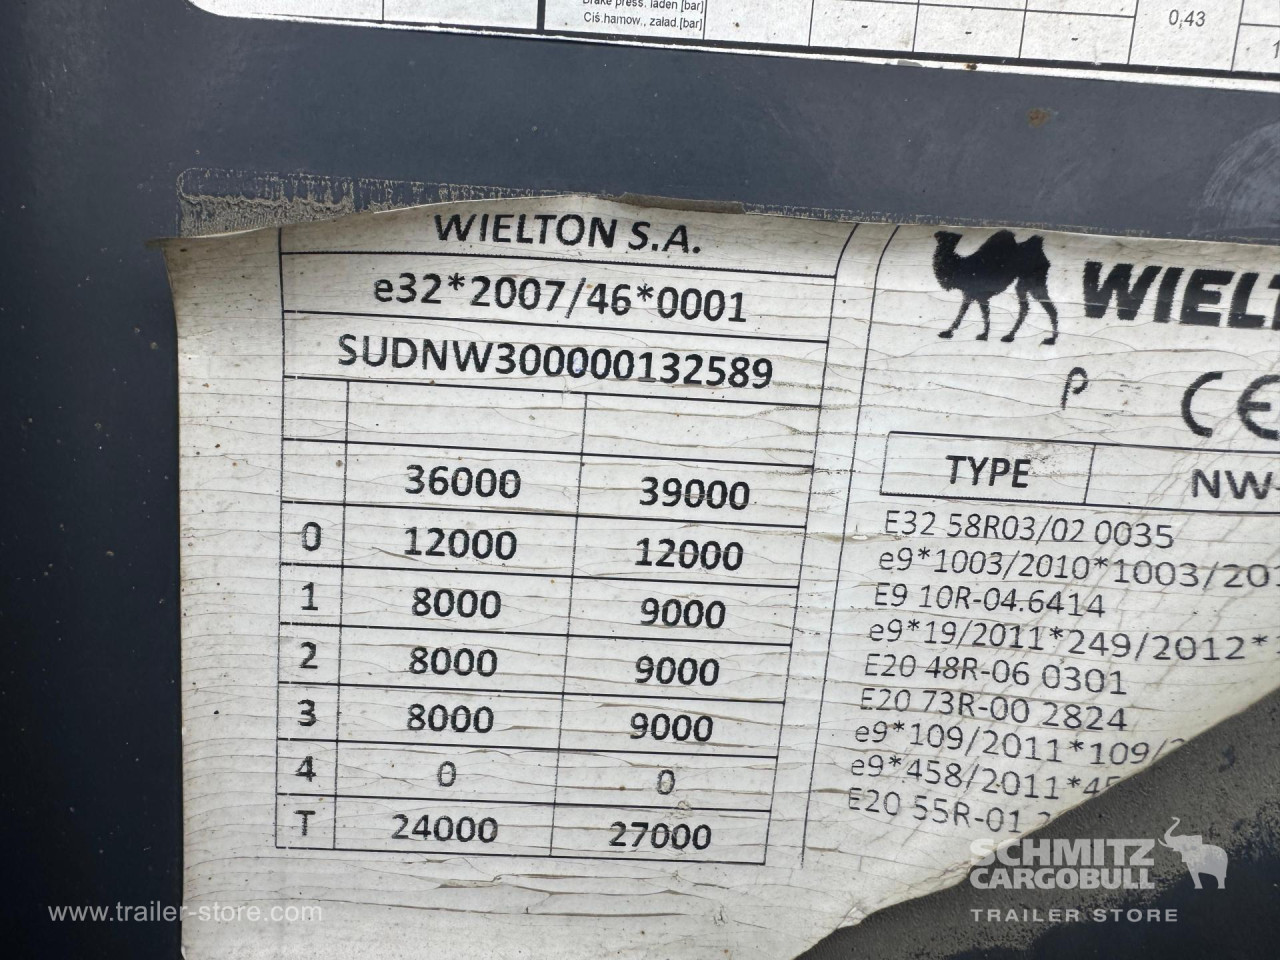 Brake press. laden [bar]
Ciś.hamow., załad.[bar]
- - - 0,43
WIELTON S.A.
e32*2007/46*0001
SUDNW300000132589
36000 39000
0 12000 12000
1 8000 9000
2 8000 9000
3 8000 9000
4 0 0
T 24000 27000
WIELT
ρ CE
TYPE NW-
E32 58R03/02 0035
e9*1003/2010*1003/20
E9 10R-04.6414
e9*19/2011*249/2012*
E20 48R-06 0301
E20 73R-00 2824
e9*109/2011*109/
e9*458/2011*45
E20 55R-01
SCHMITZ
CARGOBULL
TRAILER STORE
www.trailer-store.com